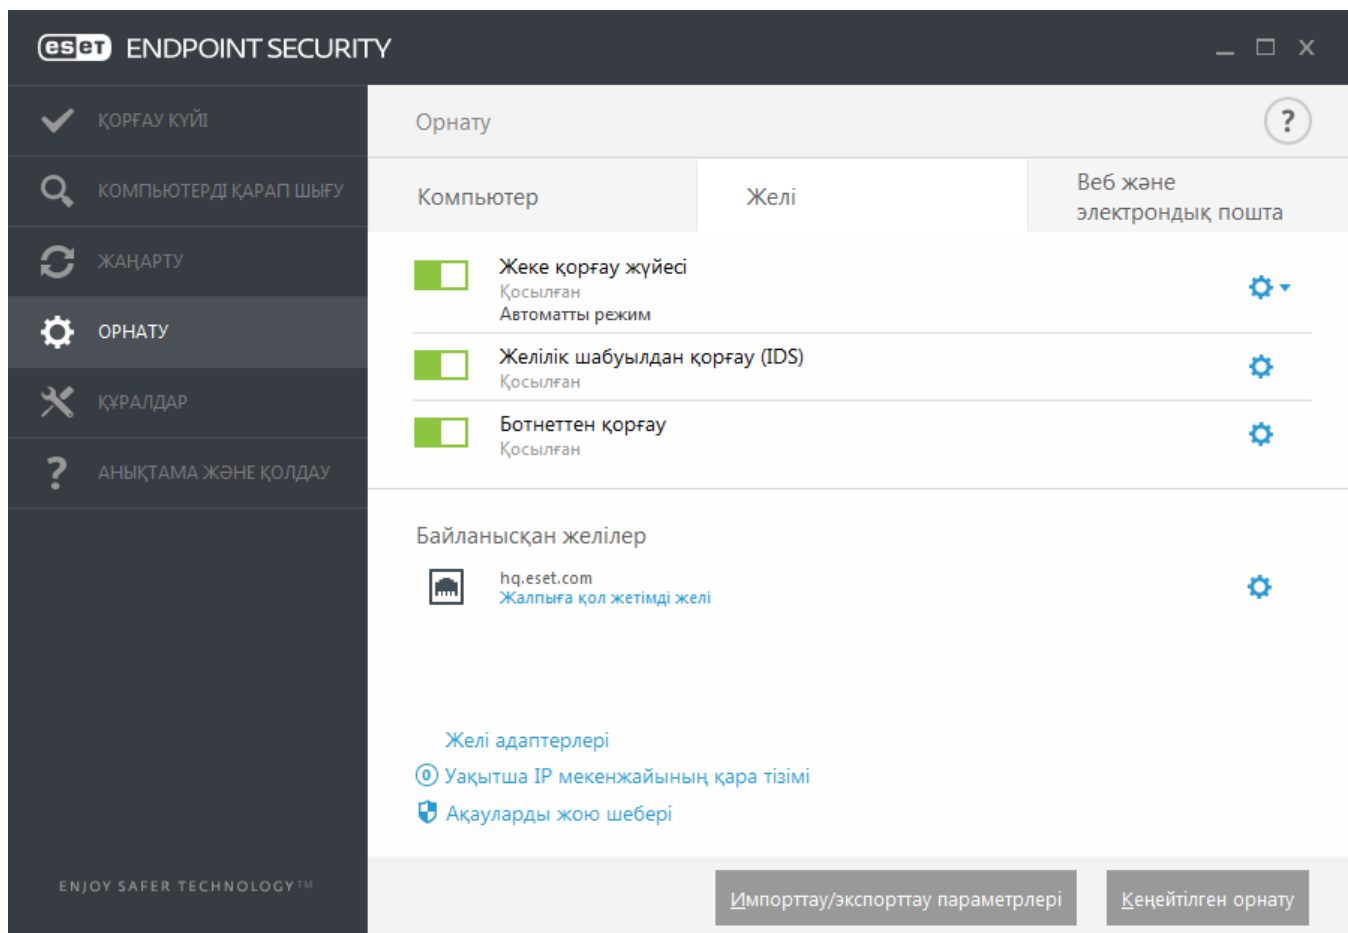 eset ENDPOINT SECURITY
ҚОРҒАУ КҮЙІ
КОМПЬЮТЕРДІ ҚАРАП ШЫҒУ
ЖАҢАРТУ
ОРНАТУ
ҚҰРАЛДАР
АНЫҚТАМА ЖӘНЕ ҚОЛДАУ
ENJOY SAFER TECHNOLOGY™
Орнату
?
Компьютер
Желі
Веб және
электрондық пошта
Жеке қорғау жүйесі
Қосылған
Автоматты режим
Желілік шабуылдан қорғау (IDS)
Қосылған
Ботнеттен қорғау
Қосылған
Байланысқан желілер
hq.eset.com
Жалпыға қол жетімді желі
Желі адаптерлері
0 Уақытша IP мекенжайының қара тізімі
Ақауларды жою шебері
Импорттау/экспорттау параметрлері
Кеңейтілген орнату